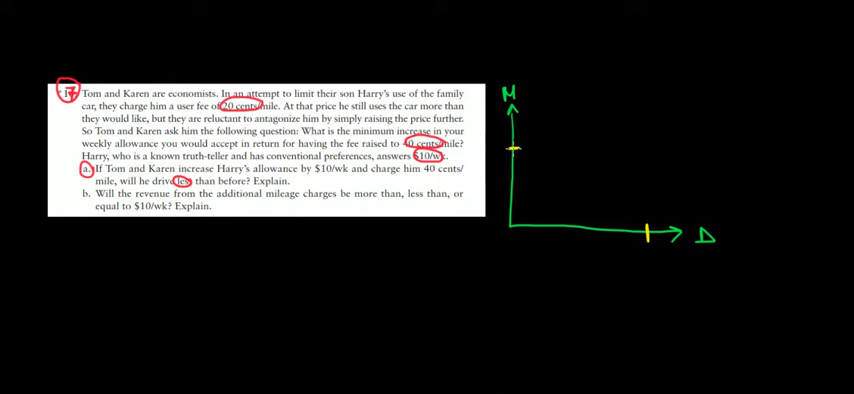 7 Tom and Karen are economists. In an attempt to limit their son Harry's use of the family
car, they charge him a user fee of 20 cents/mile. At that price he still uses the car more than
they would like, but they are reluctant to antagonize him by simply raising the price further.
So Tom and Karen ask him the following question: What is the minimum increase in your
weekly allowance you would accept in return for having the fee raised to 40 cents/mile?
Harry, who is a known truth-teller and has conventional preferences, answers $10/wk.
a. If Tom and Karen increase Harry's allowance by $10/wk and charge him 40 cents/
mile, will he drive less than before? Explain.
b. Will the revenue from the additional mileage charges be more than, less than, or
equal to $10/wk? Explain.
M
D